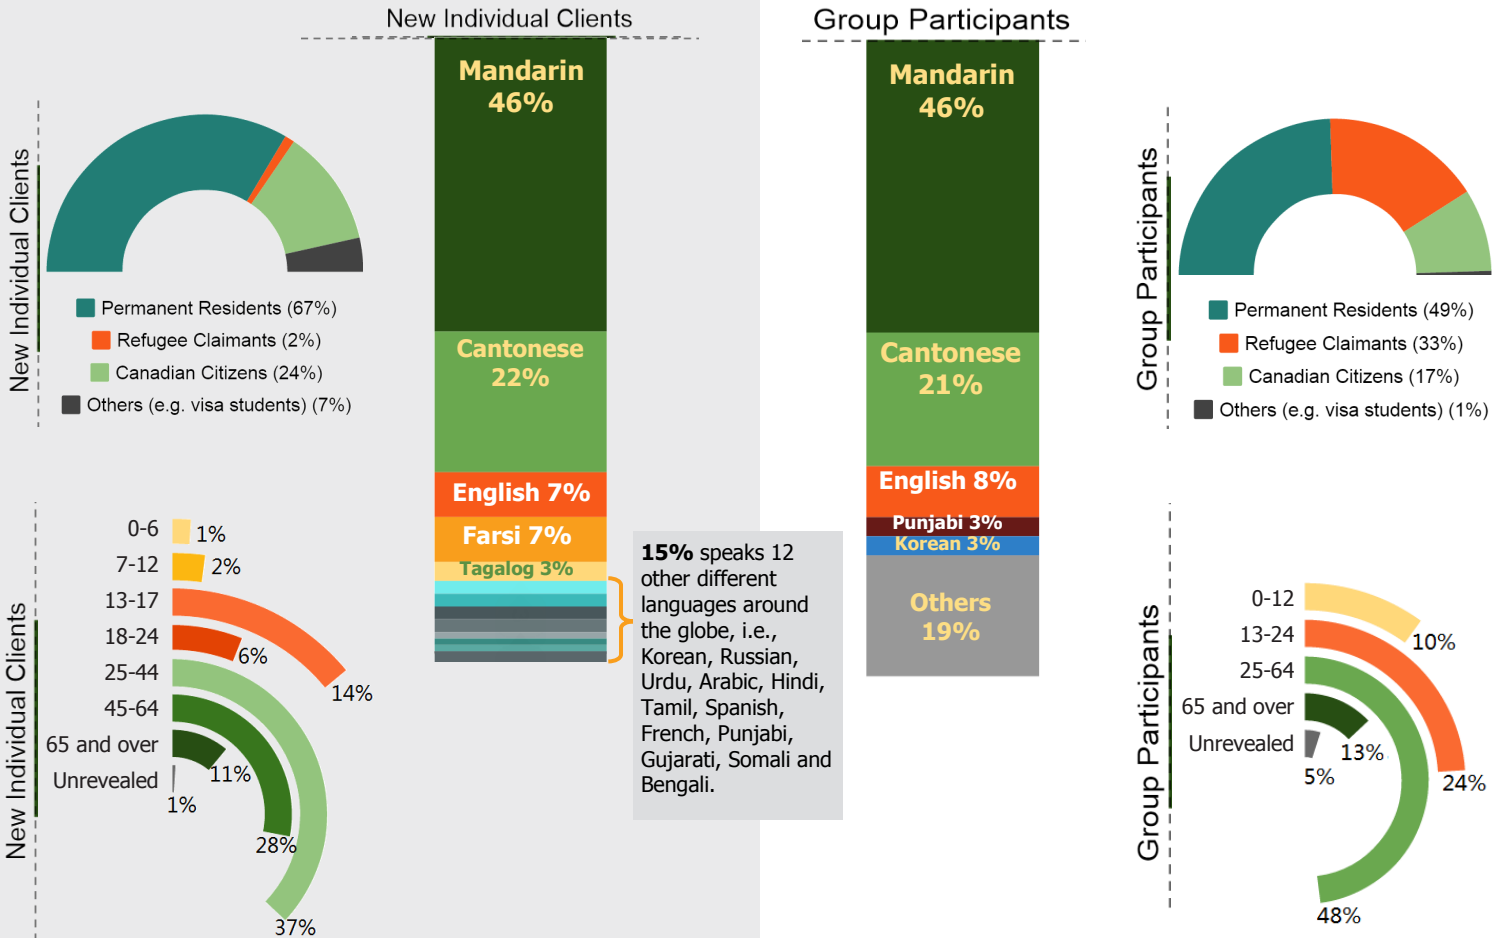 New Individual Clients
Mandarin
46%
Cantonese
22%
English 7%
Farsi 7%
Tagalog 3%
15% speaks 12
other different
languages around
the globe, i.e.,
Korean, Russian,
Urdu, Arabic, Hindi,
Tamil, Spanish,
French, Punjabi,
Gujarati, Somali and
Bengali.
New Individual Clients
Permanent Residents (67%)
Refugee Claimants (2%)
Canadian Citizens (24%)
Others (e.g. visa students) (7%)
New Individual Clients
0-6 1%
7-12 2%
13-17 14%
18-24 6%
25-44 37%
45-64 28%
65 and over 11%
Unrevealed 1%
Group Participants
Mandarin
46%
Cantonese
21%
English 8%
Punjabi 3%
Korean 3%
Others
19%
Group Participants
Permanent Residents (49%)
Refugee Claimants (33%)
Canadian Citizens (17%)
Others (e.g. visa students) (1%)
Group Participants
0-12 10%
13-24 24%
25-64 48%
65 and over 13%
Unrevealed 5%